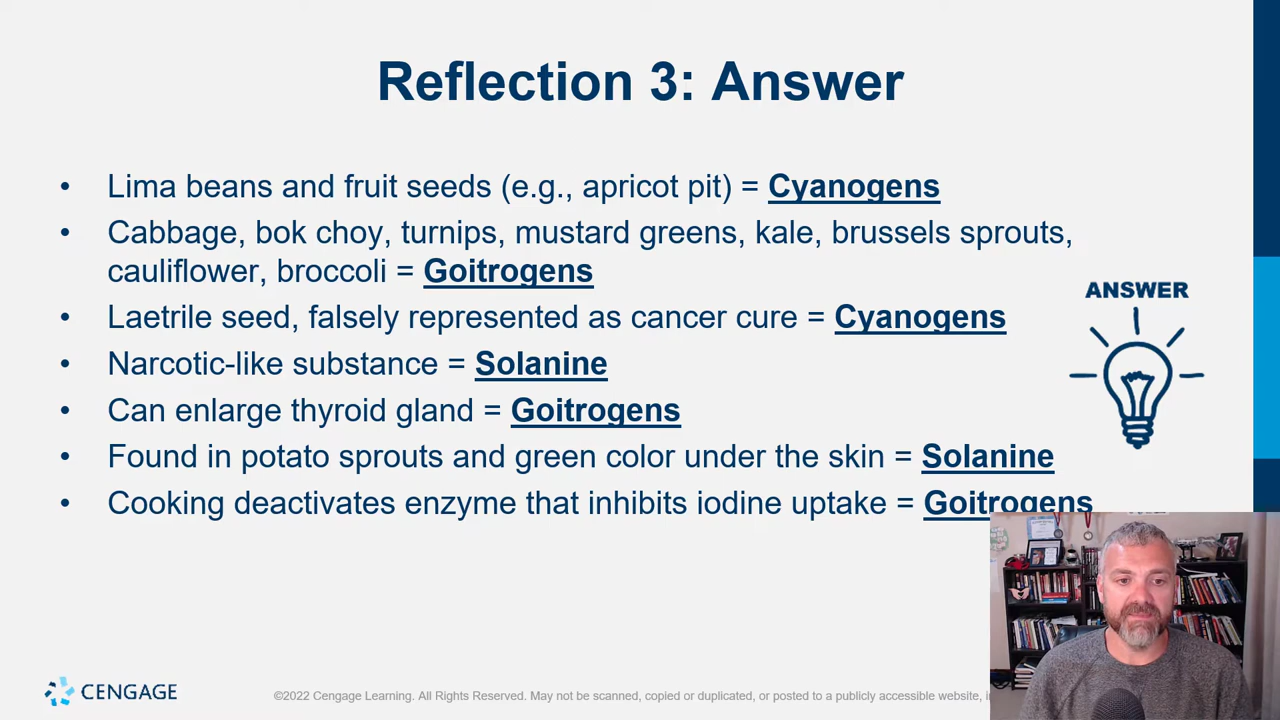 Reflection 3: Answer
• Lima beans and fruit seeds (e.g., apricot pit) = Cyanogens
• Cabbage, bok choy, turnips, mustard greens, kale, brussels sprouts,
cauliflower, broccoli = Goitrogens
ANSWER
• Laetrile seed, falsely represented as cancer cure = Cyanogens
• Narcotic-like substance = Solanine
• Can enlarge thyroid gland = Goitrogens
• Found in potato sprouts and green color under the skin = Solanine
• Cooking deactivates enzyme that inhibits iodine uptake = Goitrogens
CENGAGE
©2022 Cengage Learning. All Rights Reserved. May not be scanned, copied or duplicated, or posted to a publicly accessible website,